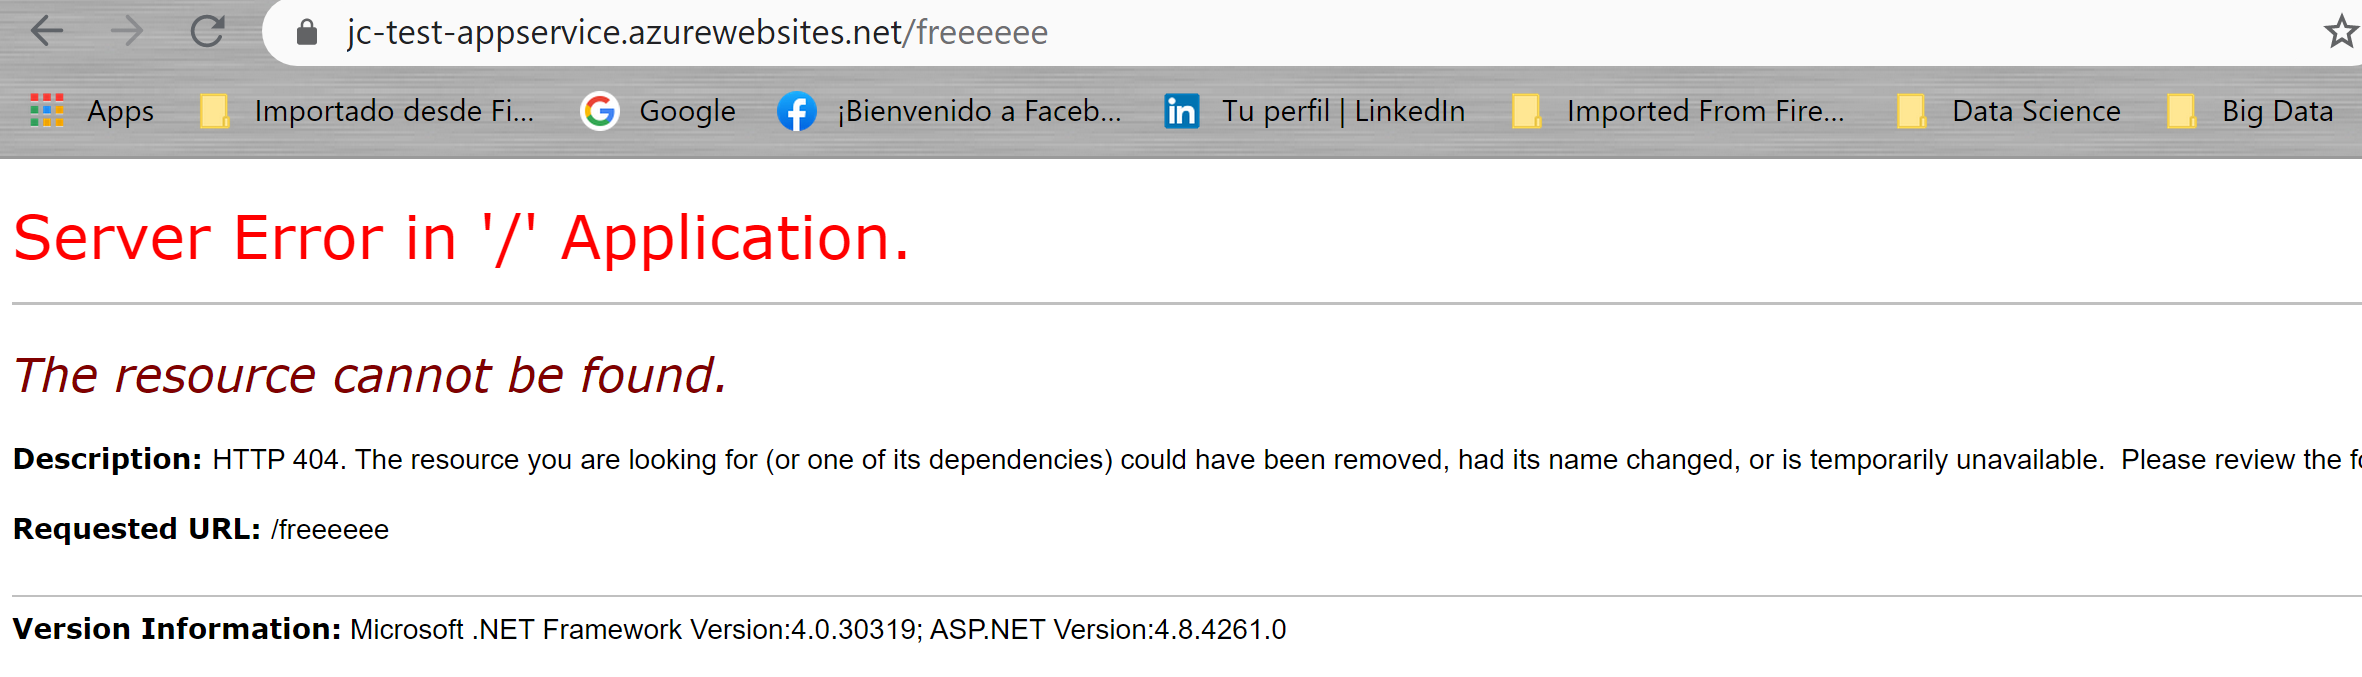 jc-test-appservice.azurewebsites.net/freeeeee
Apps Importado desde Fi... Google ¡Bienvenido a Faceb... in Tu perfil | LinkedIn Imported From Fire... Data Science Big Data
Server Error in '/' Application.
The resource cannot be found.
Description: HTTP 404. The resource you are looking for (or one of its dependencies) could have been removed, had its name changed, or is temporarily unavailable. Please review the
Requested URL: /freeeeee
Version Information: Microsoft .NET Framework Version:4.0.30319; ASP.NET Version:4.8.4261.0